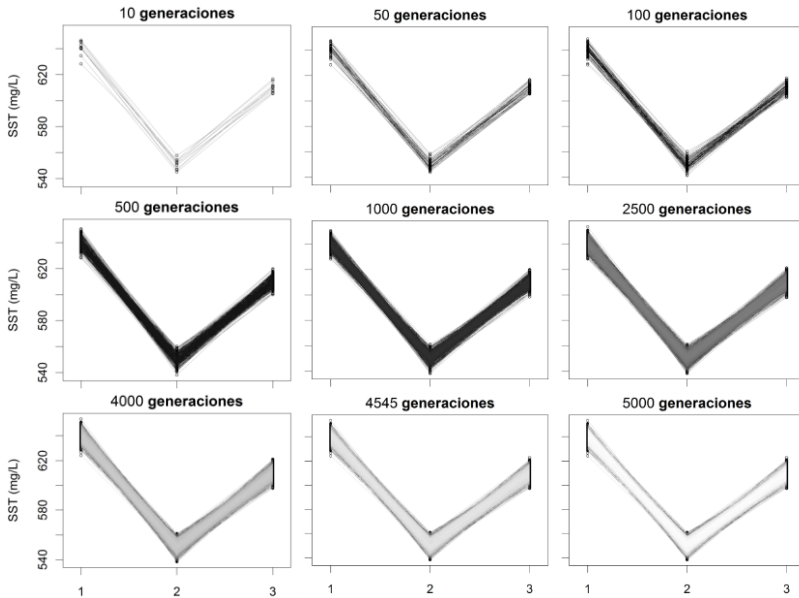 10 generaciones
50 generaciones
100 generaciones
SST (mg/L)
620
580
540
500 generaciones
1000 generaciones
2500 generaciones
SST (mg/L)
620
580
540
4000 generaciones
4545 generaciones
5000 generaciones
SST (mg/L)
620
580
540
1 2 3 1 2 3 1 2 3